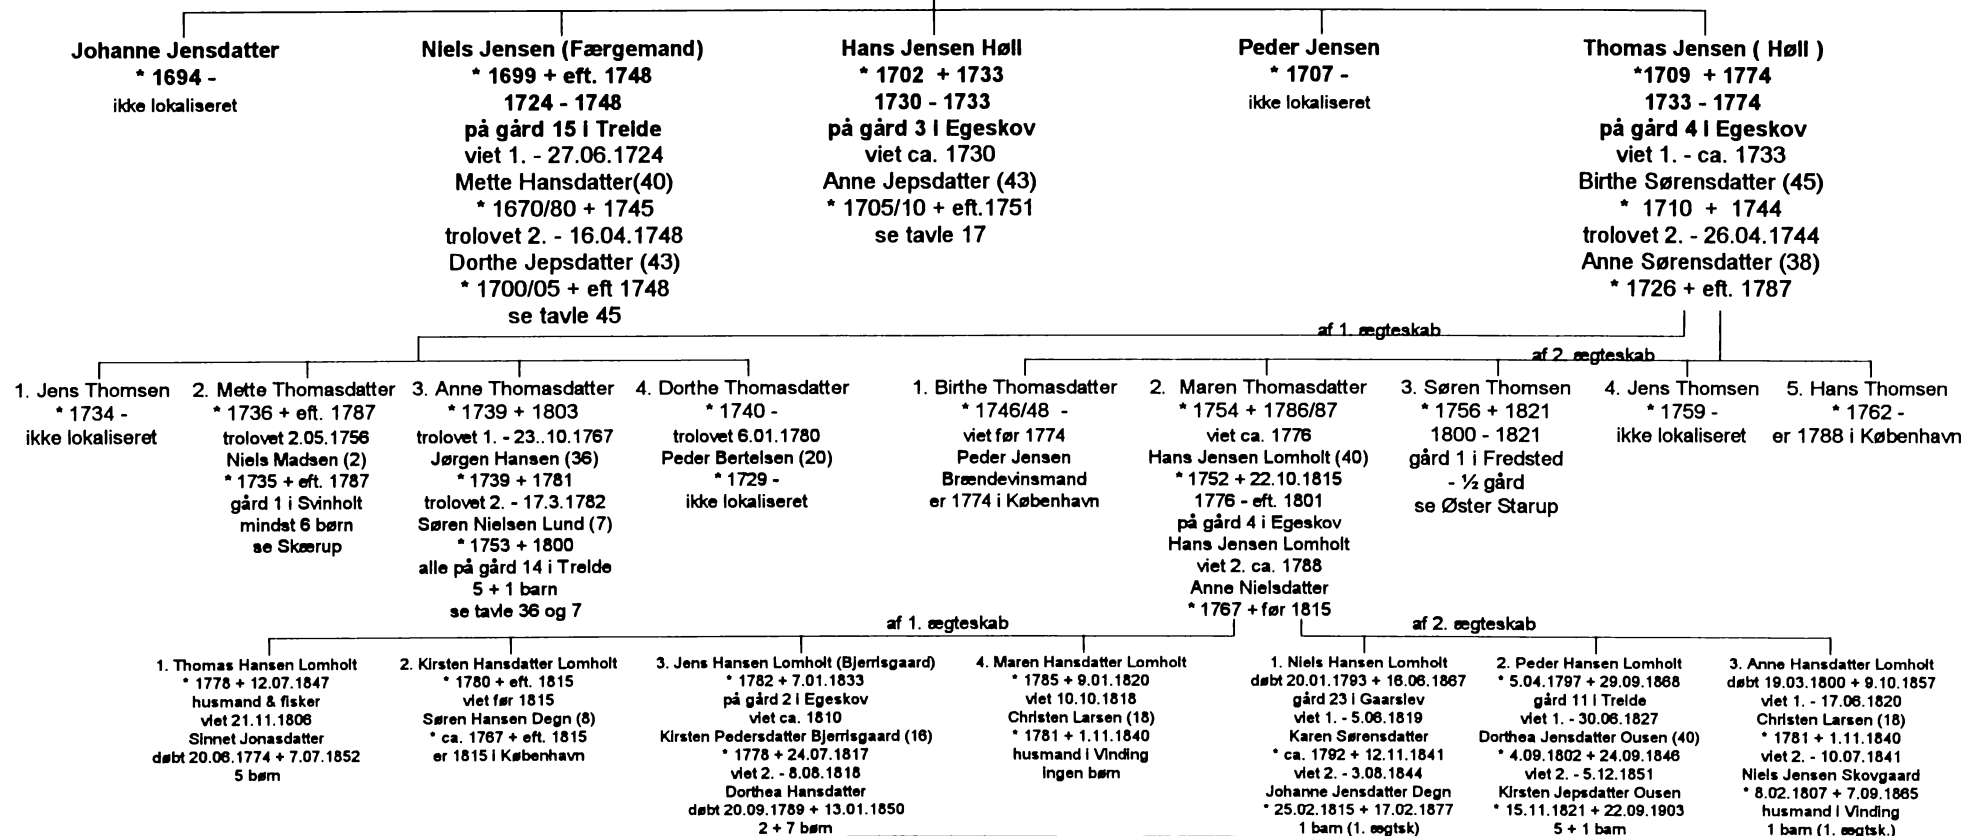 Johanne Jensdatter
* 1694 -
ikke lokaliseret
Niels Jensen (Færgemand)
* 1699 + eft. 1748
1724 - 1748
på gård 15 i Trelde
viet 1. - 27.06.1724
Mette Hansdatter(40)
* 1670/80 + 1745
trolovet 2. - 16.04.1748
Dorthe Jepsdatter (43)
* 1700/05 + eft 1748
se tavle 45
Hans Jensen Høll
* 1702 + 1733
1730 - 1733
på gård 3 i Egeskov
viet ca. 1730
Anne Jepsdatter (43)
* 1705/10 + eft.1751
se tavle 17
Peder Jensen
* 1707 -
ikke lokaliseret
Thomas Jensen ( Høll )
*1709 + 1774
1733 - 1774
på gård 4 i Egeskov
viet 1. - ca. 1733
Birthe Sørensdatter (45)
* 1710 + 1744
trolovet 2. - 26.04.1744
Anne Sørensdatter (38)
* 1726 + eft. 1787
af 1. ægteskab
af 2. ægteskab
1. Jens Thomsen
* 1734 -
ikke lokaliseret
2. Mette Thomasdatter
* 1736 + eft. 1787
trolovet 2.05.1756
Niels Madsen (2)
* 1735 + eft. 1787
gård 1 i Svinholt
mindst 6 børn
se Skærup
3. Anne Thomasdatter
* 1739 + 1803
trolovet 1. - 23..10.1767
Jørgen Hansen (36)
* 1739 + 1781
trolovet 2. - 17.3.1782
Søren Nielsen Lund (7)
* 1753 + 1800
alle på gård 14 i Trelde
5 + 1 barn
se tavle 36 og 7
4. Dorthe Thomasdatter
* 1740 -
trolovet 6.01.1780
Peder Bertelsen (20)
* 1729 -
ikke lokaliseret
1. Birthe Thomasdatter
* 1746/48 -
viet før 1774
Peder Jensen
Brændevinsmand
er 1774 i København
2. Maren Thomasdatter
* 1754 + 1786/87
viet ca. 1776
Hans Jensen Lomholt (40)
* 1752 + 22.10.1815
1776 - eft. 1801
på gård 4 i Egeskov
Hans Jensen Lomholt
viet 2. ca. 1788
Anne Nielsdatter
* 1767 + før 1815
3. Søren Thomsen
* 1756 + 1821
1800 - 1821
gård 1 i Fredsted
- ½ gård
se Øster Starup
4. Jens Thomsen
* 1759 -
ikke lokaliseret
5. Hans Thomsen
* 1762 -
er 1788 i København
af 1. ægteskab
af 2. ægteskab
1. Thomas Hansen Lomholt
* 1778 + 12.07.1847
husmand & fisker
viet 21.11.1806
Sinnet Jonasdatter
døbt 20.06.1774 + 7.07.1852
5 børn
2. Kirsten Hansdatter Lomholt
* 1780 + eft. 1815
viet før 1815
Søren Hansen Degn (8)
* ca. 1767 + eft. 1815
er 1815 i København
3. Jens Hansen Lomholt (Bjerrisgaard)
* 1782 + 7.01.1833
på gård 2 i Egeskov
viet ca. 1810
Kirsten Pedersdatter Bjerrisgaard (16)
* 1778 + 24.07.1817
viet 2. - 8.08.1818
Dorthea Hansdatter
døbt 20.09.1789 + 13.01.1850
2 + 7 børn
4. Maren Hansdatter Lomholt
* 1785 + 9.01.1820
viet 10.10.1818
Christen Larsen (18)
* 1781 + 1.11.1840
husmand i Vinding
ingen børn
1. Niels Hansen Lomholt
døbt 20.01.1793 + 16.06.1867
gård 23 i Gaarslev
viet 1. - 5.06.1819
Karen Sørensdatter
* ca. 1792 + 12.11.1841
viet 2. - 3.08.1844
Johanne Jensdatter Degn
* 25.02.1815 + 17.02.1877
1 barn (1. ægtsk)
2. Peder Hansen Lomholt
* 5.04.1797 + 29.09.1868
gård 11 i Trelde
viet 1. - 30.06.1827
Dorthea Jensdatter Ousen (40)
* 4.09.1802 + 24.09.1846
viet 2. - 5.12.1851
Kirsten Jepsdatter Ousen
* 15.11.1821 + 22.09.1903
5 + 1 barn
3. Anne Hansdatter Lomholt
døbt 19.03.1800 + 9.10.1857
viet 1. - 17.06.1820
Christen Larsen (18)
* 1781 + 1.11.1840
viet 2. - 10.07.1841
Niels Jensen Skovgaard
* 8.02.1807 + 7.09.1865
husmand i Vinding
1 barn (1. ægtsk.)